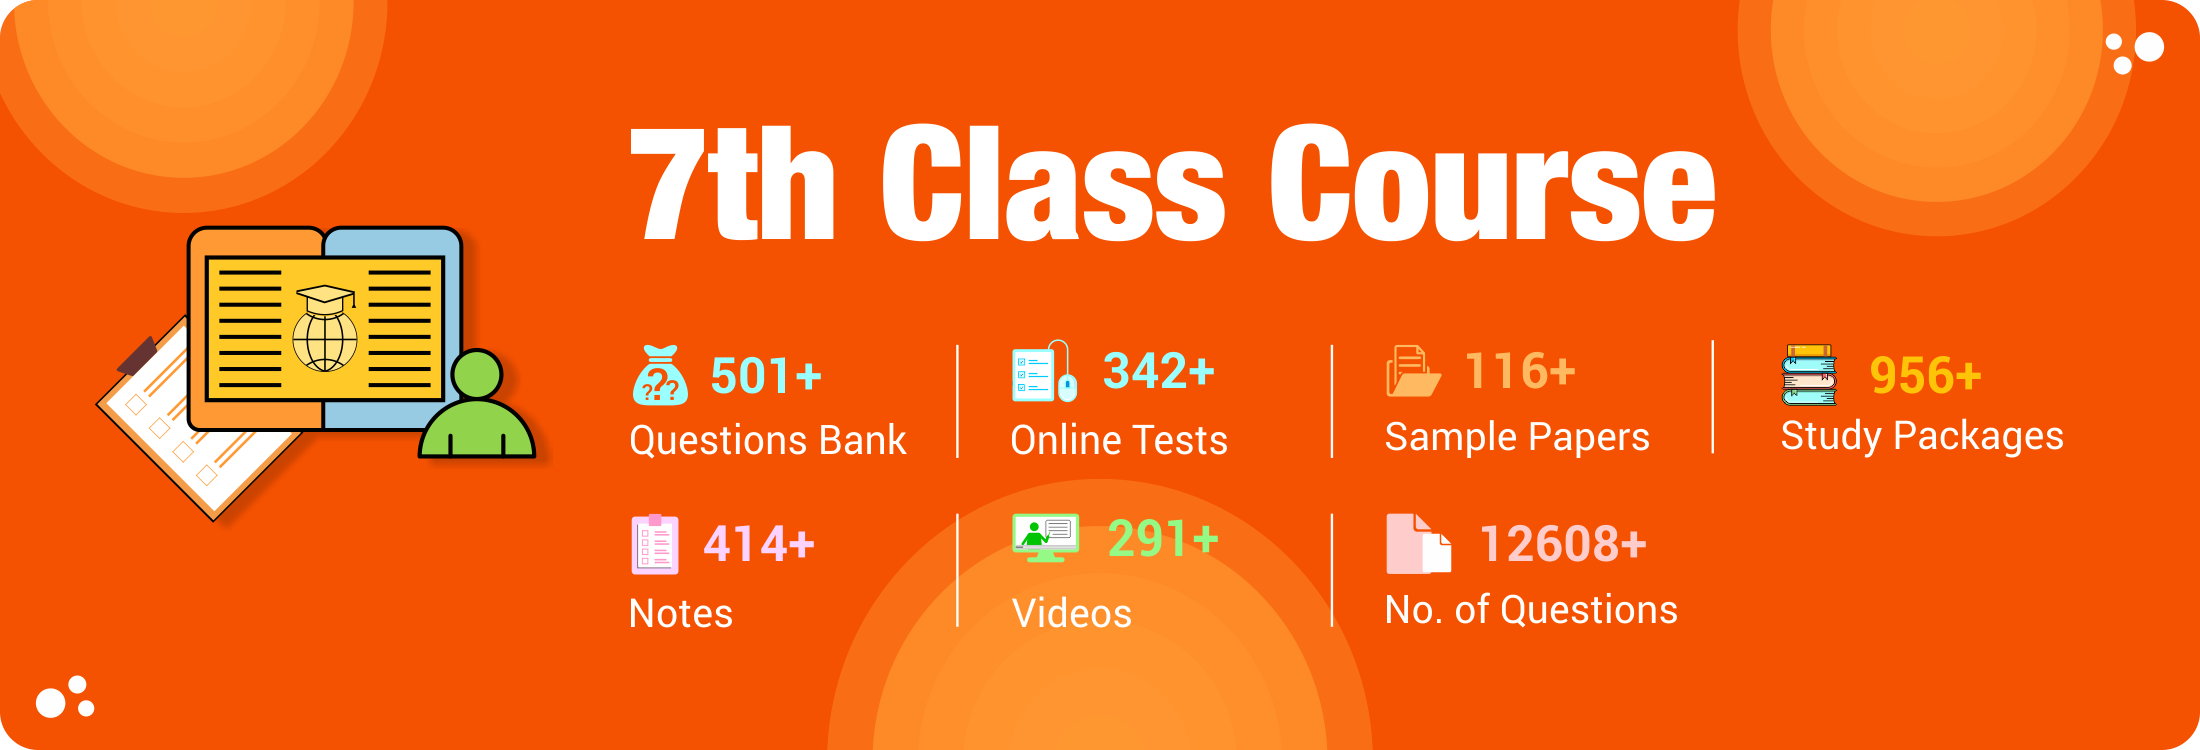 7th Class Course
501+
Questions Bank
342+
Online Tests
116+
Sample Papers
956+
Study Packages
414+
Notes
291+
Videos
12608+
No. of Questions